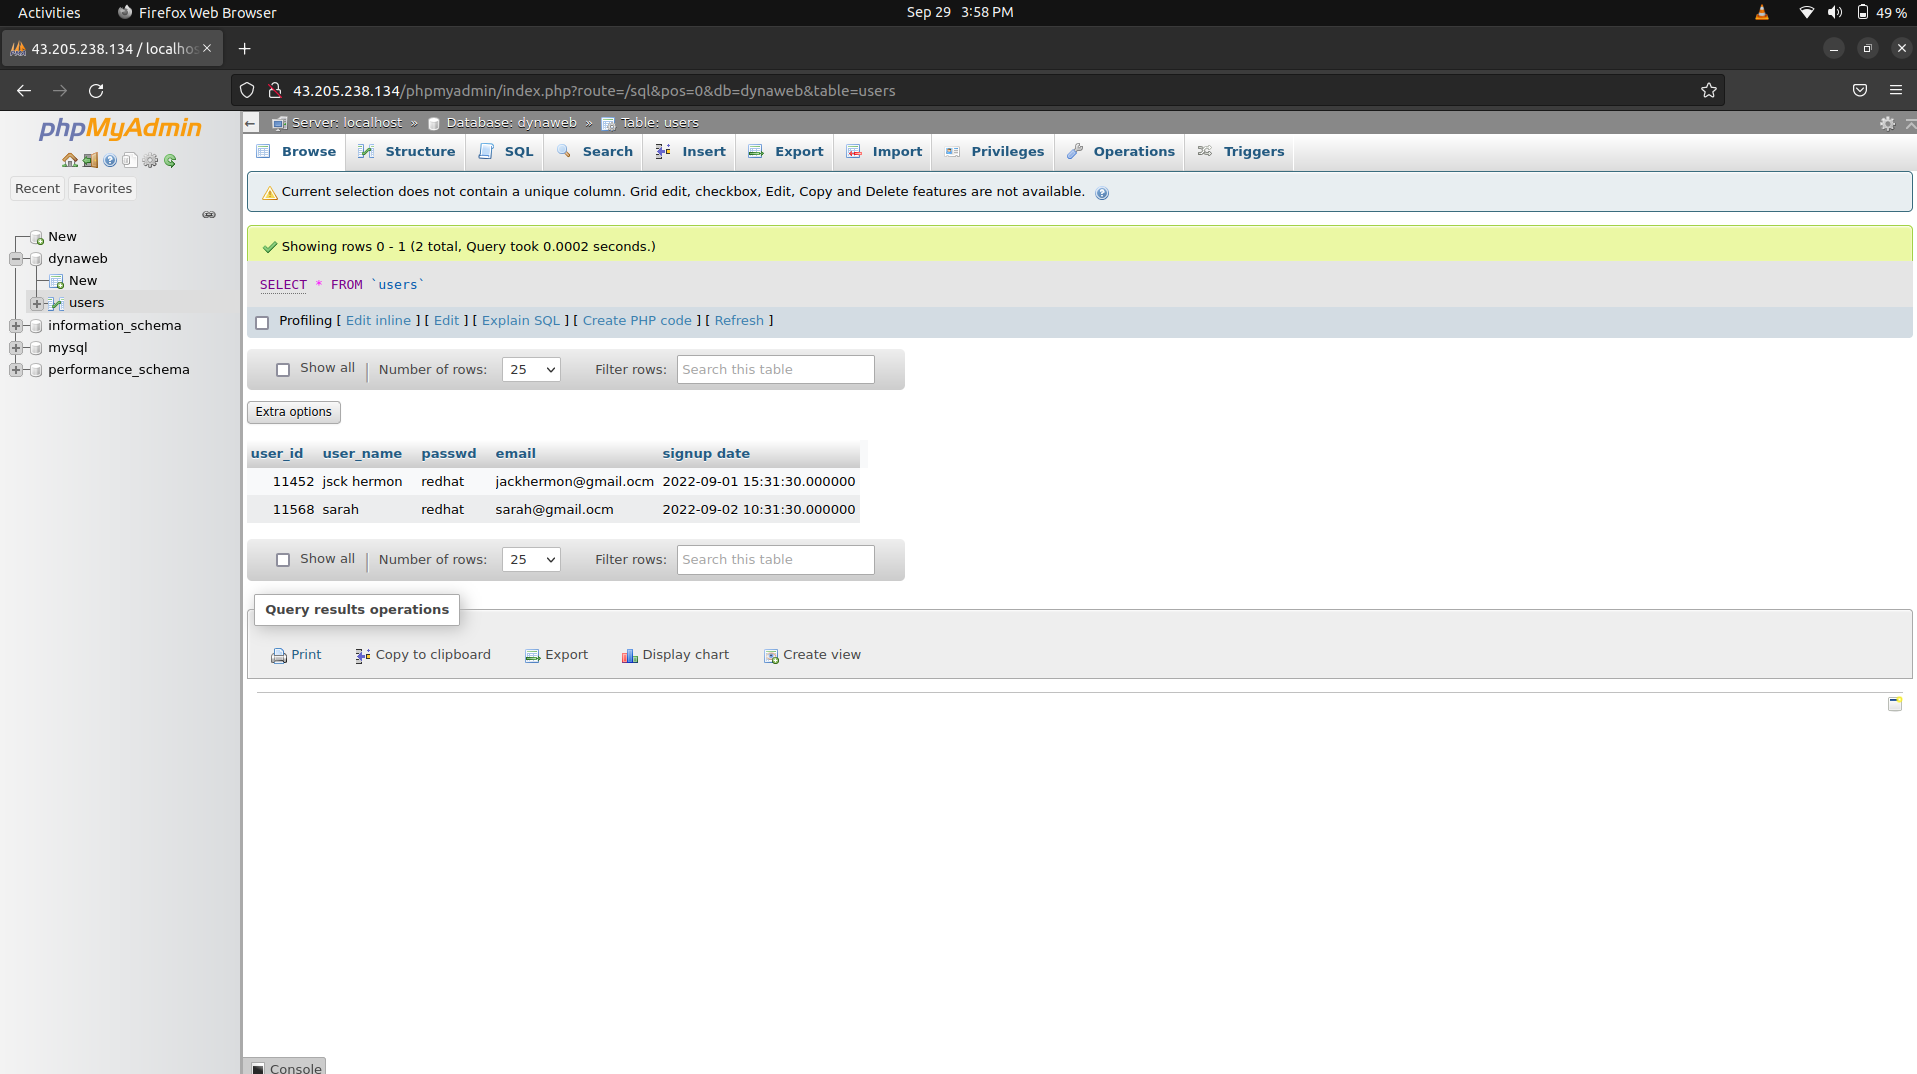 Activities Firefox Web Browser Sep 29 3:58 PM 49 %
43.205.238.134 / localhos
43.205.238.134/phpmyadmin/index.php?route=/sql&pos=0&db=dynaweb&table=users
phpMyAdmin
Recent Favorites
New
dynaweb
New
users
information_schema
mysql
performance_schema
Server: localhost » Database: dynaweb » Table: users
Browse Structure SQL Search Insert Export Import Privileges Operations Triggers
Current selection does not contain a unique column. Grid edit, checkbox, Edit, Copy and Delete features are not available.
Showing rows 0 - 1 (2 total, Query took 0.0002 seconds.)
SELECT * FROM `users`
Profiling [ Edit inline ] [ Edit ] [ Explain SQL ] [ Create PHP code ] [ Refresh ]
Show all Number of rows: 25 Filter rows: Search this table
Extra options
user_id user_name passwd email signup date
11452 jsck hermon redhat jackhermon@gmail.ocm 2022-09-01 15:31:30.000000
11568 sarah redhat sarah@gmail.ocm 2022-09-02 10:31:30.000000
Show all Number of rows: 25 Filter rows: Search this table
Query results operations
Print Copy to clipboard Export Display chart Create view
Console